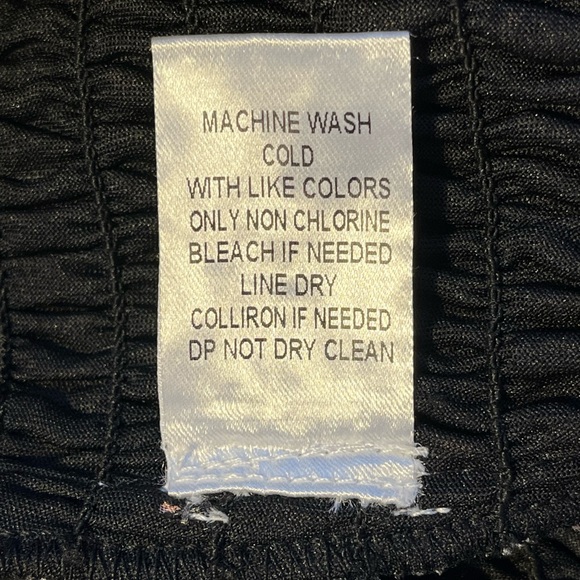 MACHINE WASH
COLD
WITH LIKE COLORS
ONLY NON CHLORINE
BLEACH IF NEEDED
LINE DRY
COLLIRON IF NEEDED
DP NOT DRY CLEAN